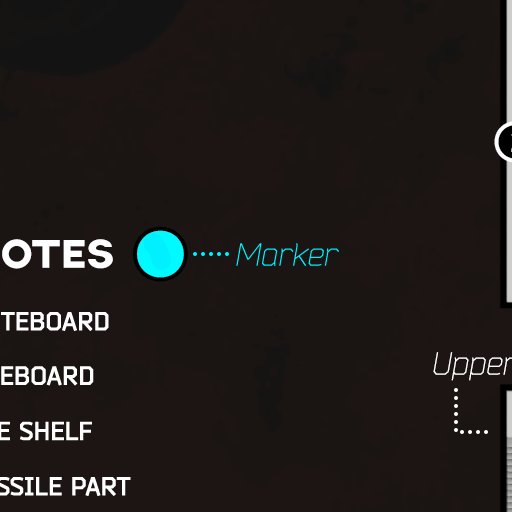 OTES
Marker
TEBOARD
EBOARD
E SHELF
SSILE PART
Upper